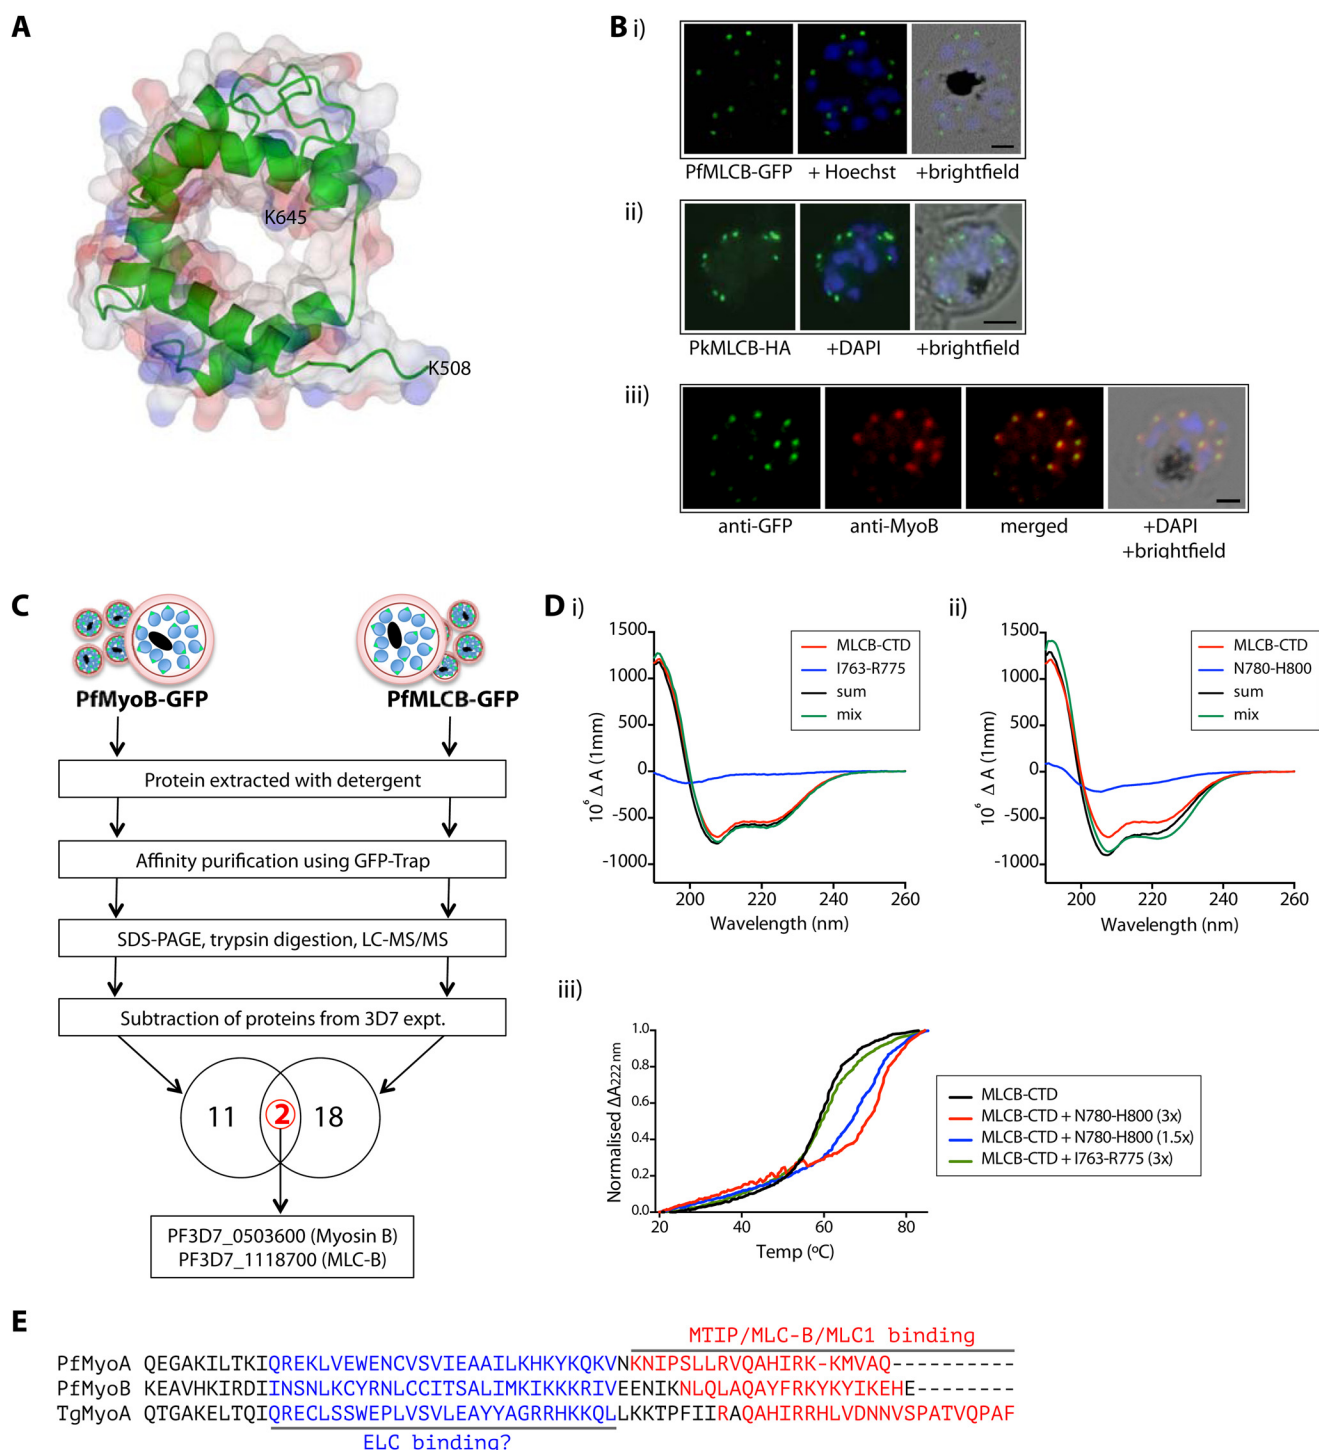 A
K645
K508
B i)
PfMLCB-GFP + Hoechst +brightfield
ii)
PkMLCB-HA +DAPI +brightfield
iii)
anti-GFP anti-MyoB merged +DAPI
+brightfield
C
PfMyoB-GFP PfMLCB-GFP
Protein extracted with detergent
Affinity purification using GFP-Trap
SDS-PAGE, trypsin digestion, LC-MS/MS
Subtraction of proteins from 3D7 expt.
11 2 18
PF3D7_0503600 (Myosin B)
PF3D7_1118700 (MLC-B)
D i)
1500
1000
500
0
-500
-1000
10⁶ Δ A (1mm)
200 220 240 260
Wavelength (nm)
MLCB-CTD
I763-R775
sum
mix
ii)
1500
1000
500
0
-500
-1000
10⁶ Δ A (1mm)
200 220 240 260
Wavelength (nm)
MLCB-CTD
N780-H800
sum
mix
iii)
1.0
0.8
0.6
0.4
0.2
0.0
Normalised ΔA222 nm
20 40 60 80
Temp (ºC)
MLCB-CTD
MLCB-CTD + N780-H800 (3x)
MLCB-CTD + N780-H800 (1.5x)
MLCB-CTD + I763-R775 (3x)
E
MTIP/MLC-B/MLC1 binding
PfMyoA QEGAKILTKIQREKLVEWENCVSVIEAAILKHKYKQKVNKNIPSLLRVQAHIRK-KMVAQ----------
PfMyoB KEAVHKIRDIINSNLKCYRNLCCITSALIMKIKKKRIVEENIKNLQLAQAYFRKYKYIKEHE--------
TgMyoA QTGAKELTQIQRECLSSWEPLVSVLEAYYAGRRHKKQLLKKTPFIIRAQAHIRRHLVDNNVSPATVQPAF
ELC binding?